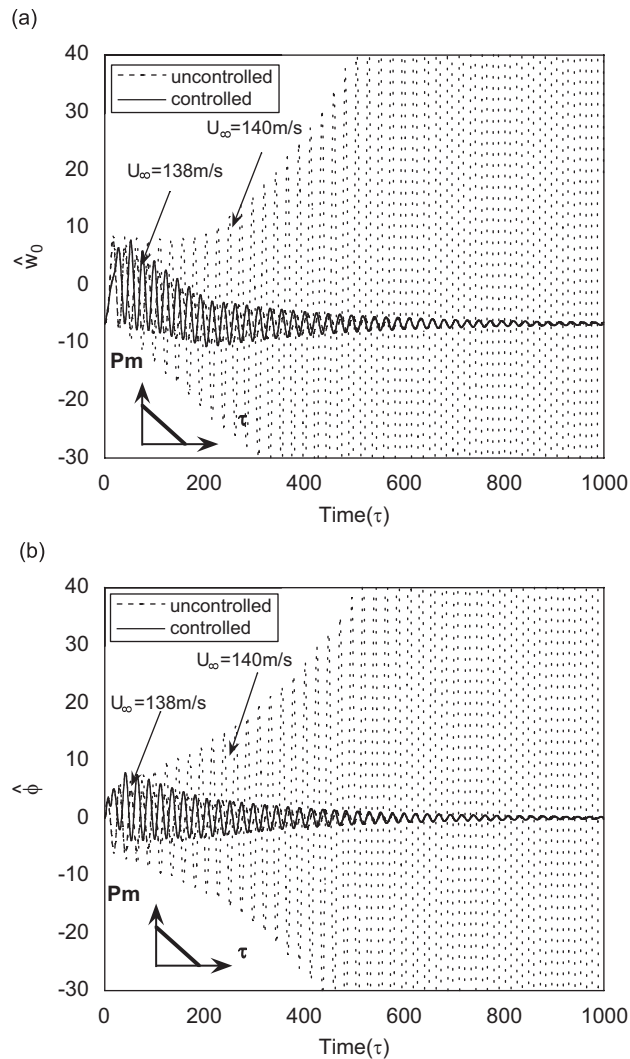 (a)
40
30
20
10
0
-10
-20
-30
ŵ₀
uncontrolled
controlled
U∞=140m/s
U∞=138m/s
Pm
τ
0 200 400 600 800 1000
Time(τ)
(b)
40
30
20
10
0
-10
-20
-30
ϕ̂
uncontrolled
controlled
U∞=140m/s
U∞=138m/s
Pm
τ
0 200 400 600 800 1000
Time(τ)